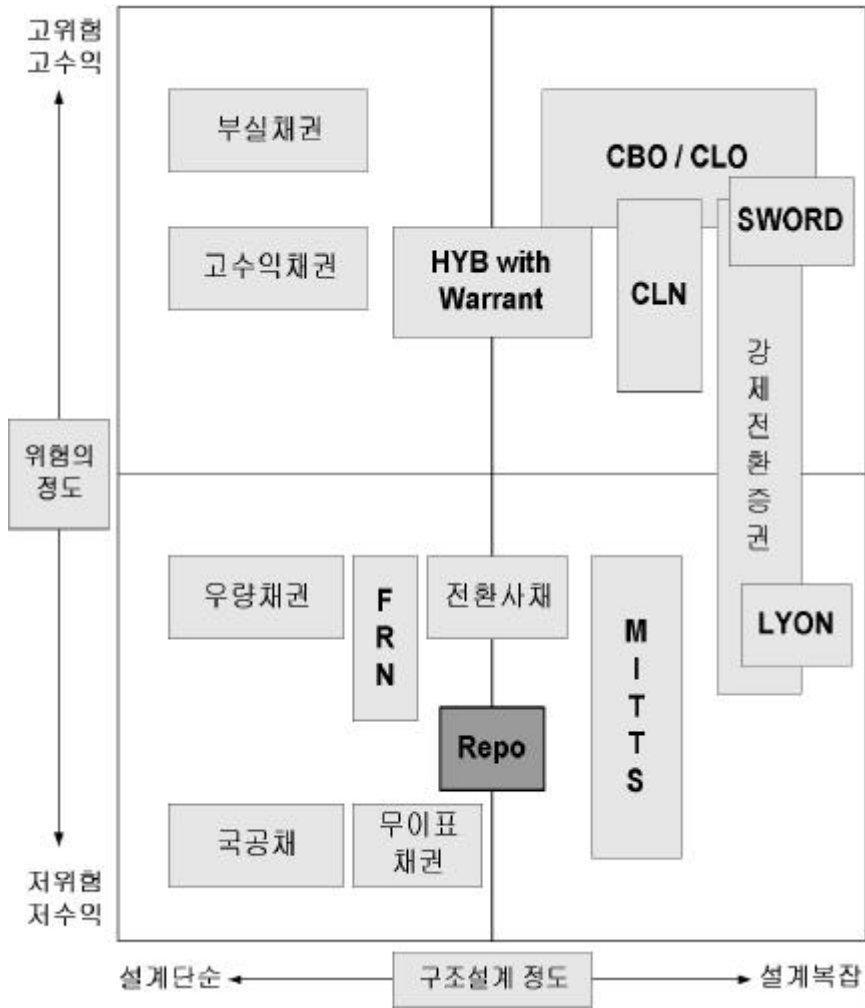 고위험
고수익
부실채권
CBO / CLO
SWORD
고수익채권
HYB with
Warrant
CLN
강제전환증권
위험의
정도
우량채권
FRN
전환사채
MITTS
LYON
Repo
국공채
무이표
채권
저위험
저수익
설계단순
구조설계 정도
설계복잡